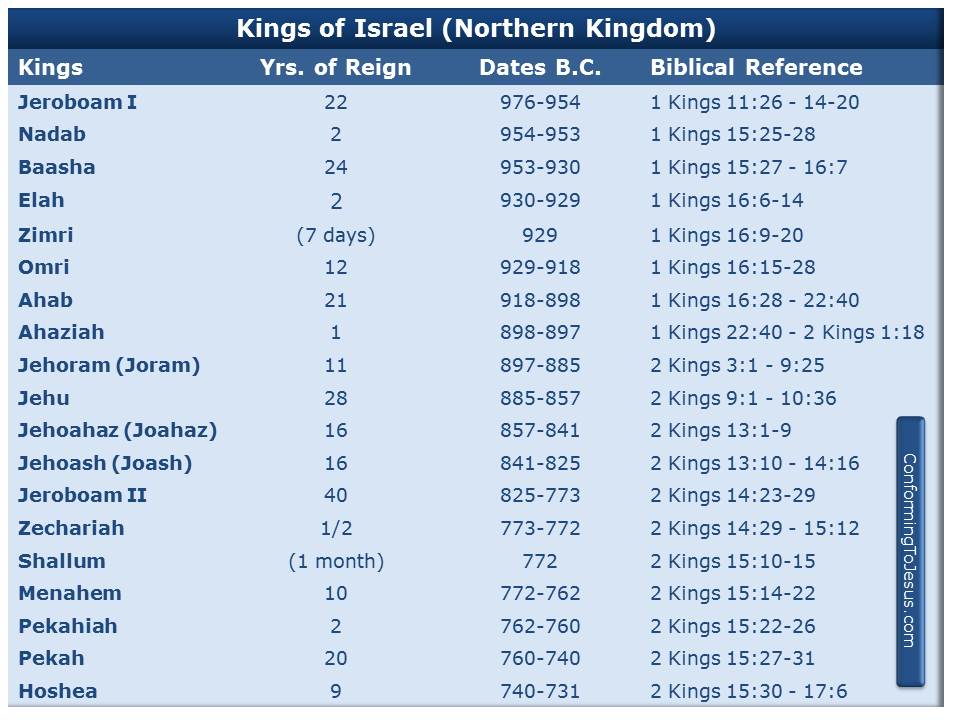 Kings of Israel (Northern Kingdom)
Kings Yrs. of Reign Dates B.C. Biblical Reference
Jeroboam I 22 976-954 1 Kings 11:26 - 14-20
Nadab 2 954-953 1 Kings 15:25-28
Baasha 24 953-930 1 Kings 15:27 - 16:7
Elah 2 930-929 1 Kings 16:6-14
Zimri (7 days) 929 1 Kings 16:9-20
Omri 12 929-918 1 Kings 16:15-28
Ahab 21 918-898 1 Kings 16:28 - 22:40
Ahaziah 1 898-897 1 Kings 22:40 - 2 Kings 1:18
Jehoram (Joram) 11 897-885 2 Kings 3:1 - 9:25
Jehu 28 885-857 2 Kings 9:1 - 10:36
Jehoahaz (Joahaz) 16 857-841 2 Kings 13:1-9
Jehoash (Joash) 16 841-825 2 Kings 13:10 - 14:16
Jeroboam II 40 825-773 2 Kings 14:23-29
Zechariah 1/2 773-772 2 Kings 14:29 - 15:12
Shallum (1 month) 772 2 Kings 15:10-15
Menahem 10 772-762 2 Kings 15:14-22
Pekahiah 2 762-760 2 Kings 15:22-26
Pekah 20 760-740 2 Kings 15:27-31
Hoshea 9 740-731 2 Kings 15:30 - 17:6
ConformingToJesus.com